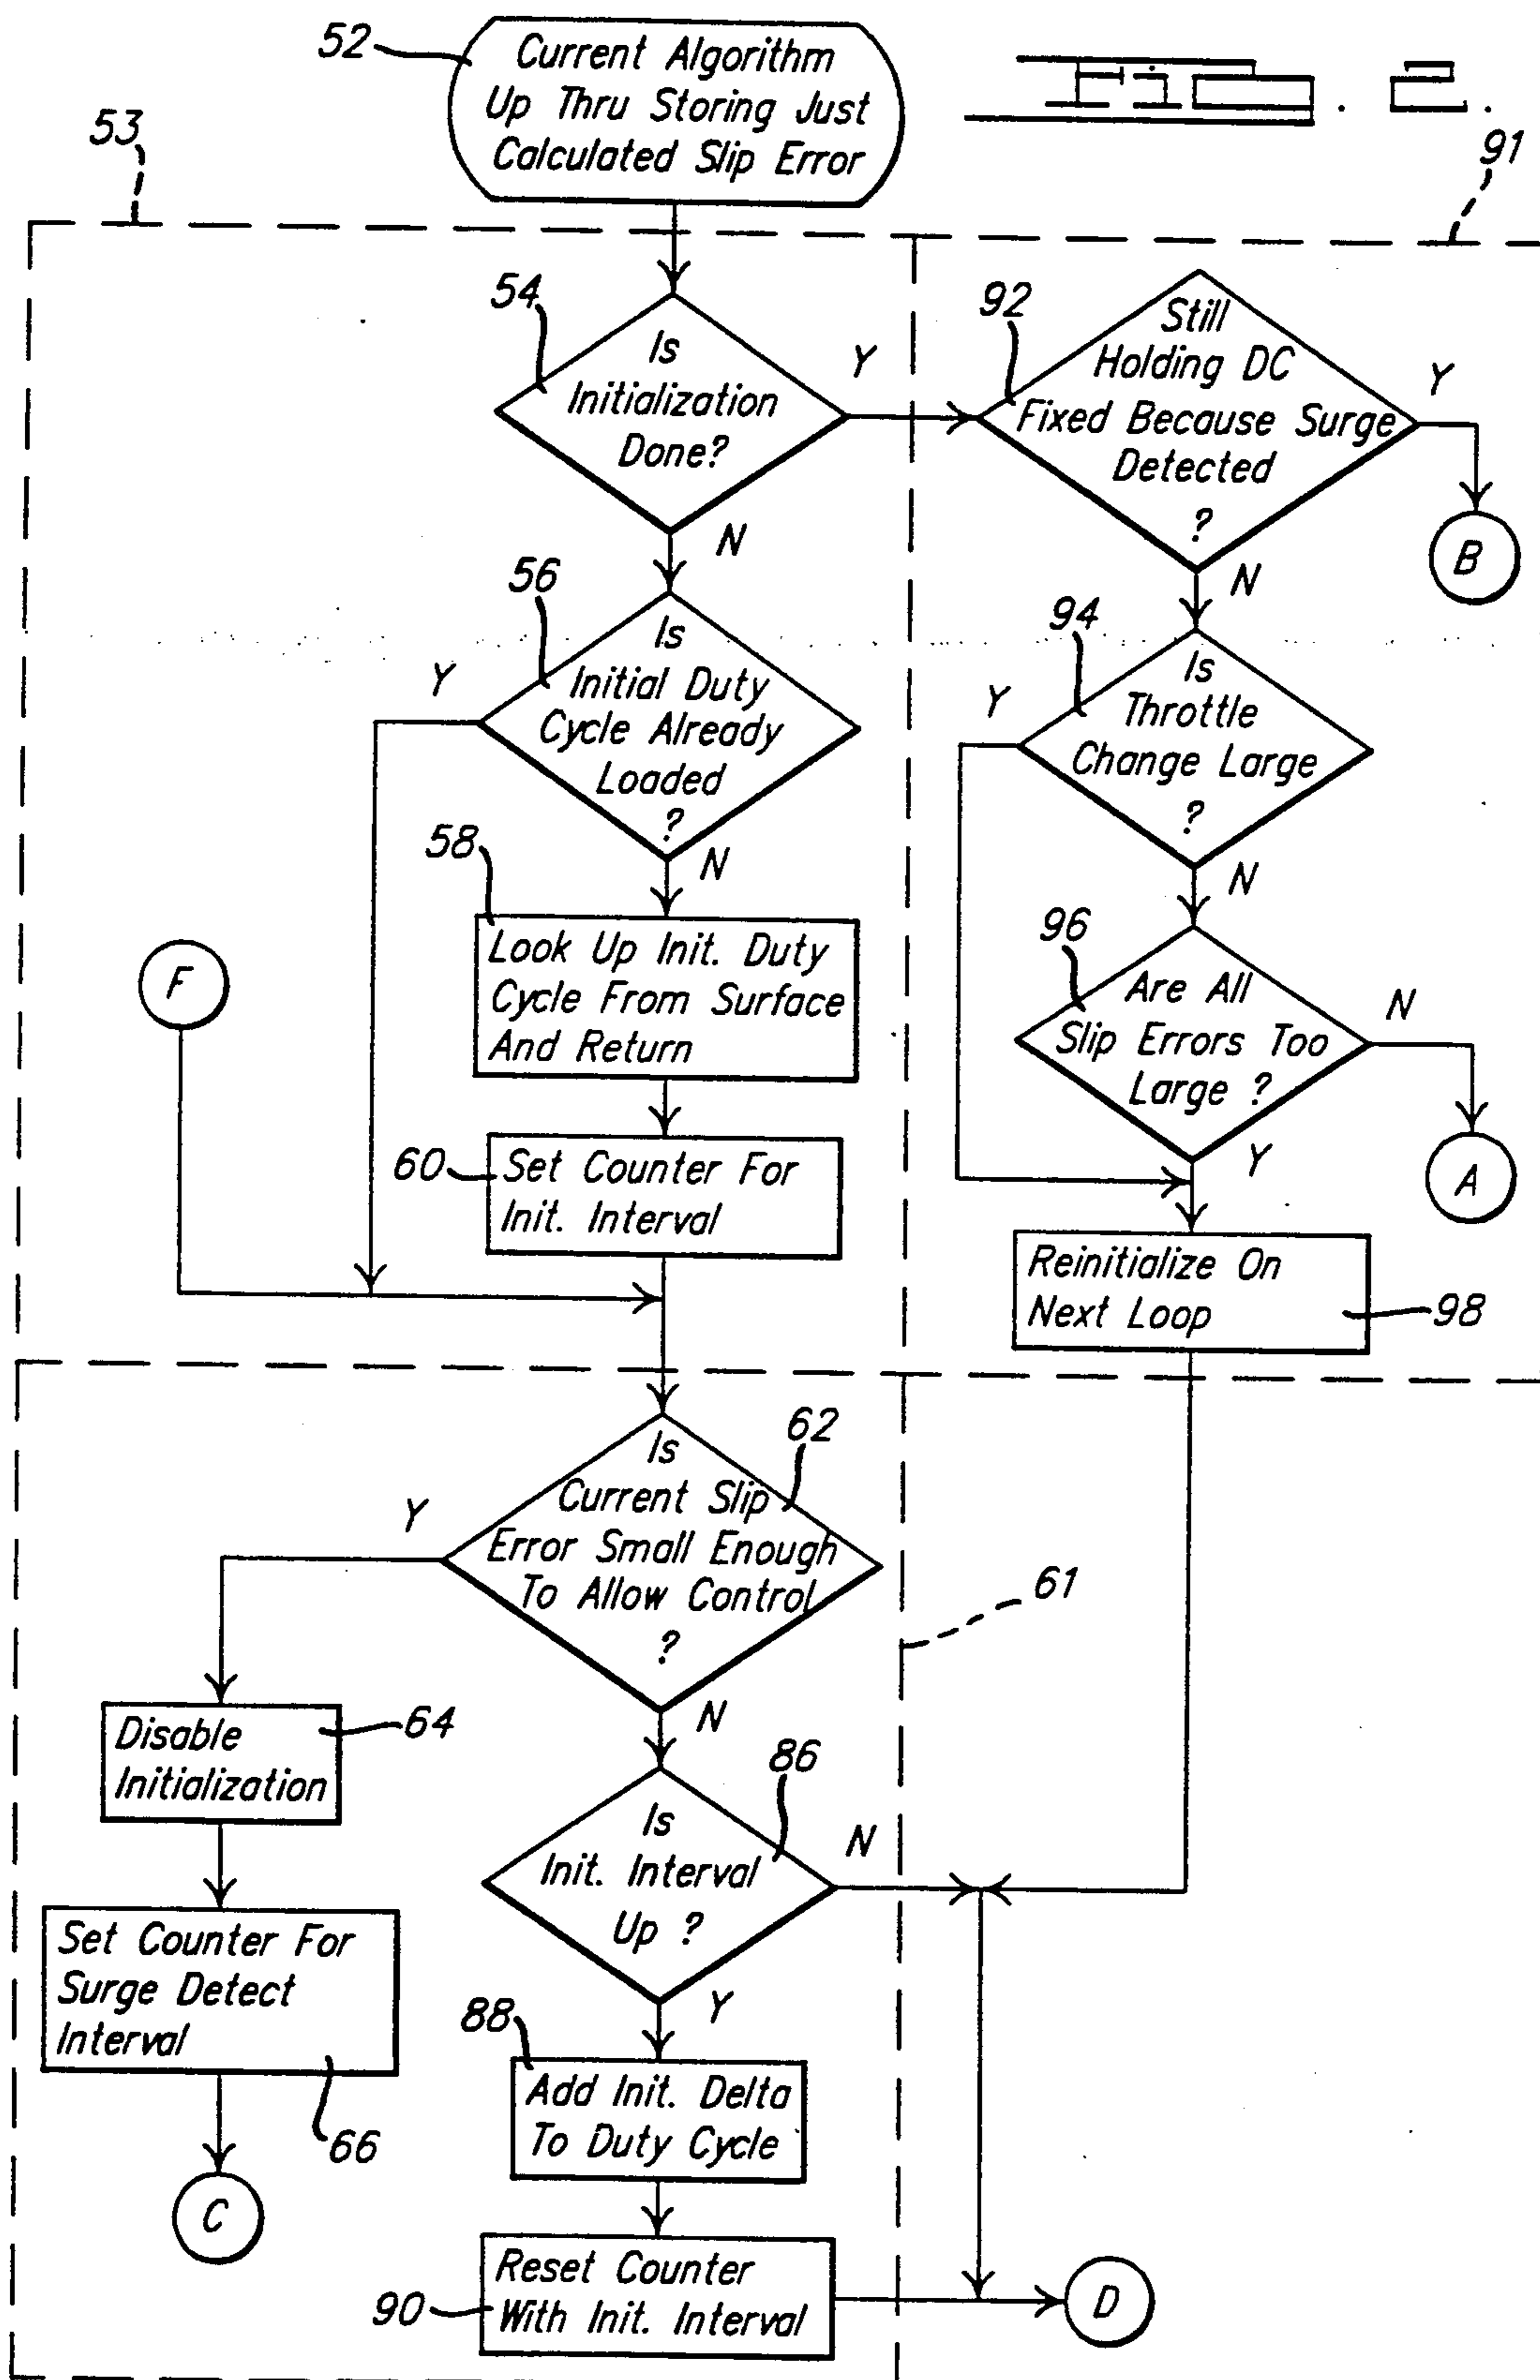 52
Current Algorithm
Up Thru Storing Just
Calculated Slip Error
Fig. 2.
53
91
54
Is
Initialization
Done?
Y
N
92
Still
Holding DC
Fixed Because Surge
Detected
?
Y
N
B
56
Is
Initial Duty
Cycle Already
Loaded
?
Y
N
94
Is
Throttle
Change Large
?
Y
N
58
Look Up Init. Duty
Cycle From Surface
And Return
F
96
Are All
Slip Errors Too
Large ?
N
Y
A
60
Set Counter For
Init. Interval
Reinitialize On
Next Loop
98
62
Is
Current Slip
Error Small Enough
To Allow Control
?
Y
N
61
Disable
Initialization
64
86
Is
Init. Interval
Up ?
N
Y
Set Counter For
Surge Detect
Interval
66
C
88
Add Init. Delta
To Duty Cycle
90
Reset Counter
With Init. Interval
D